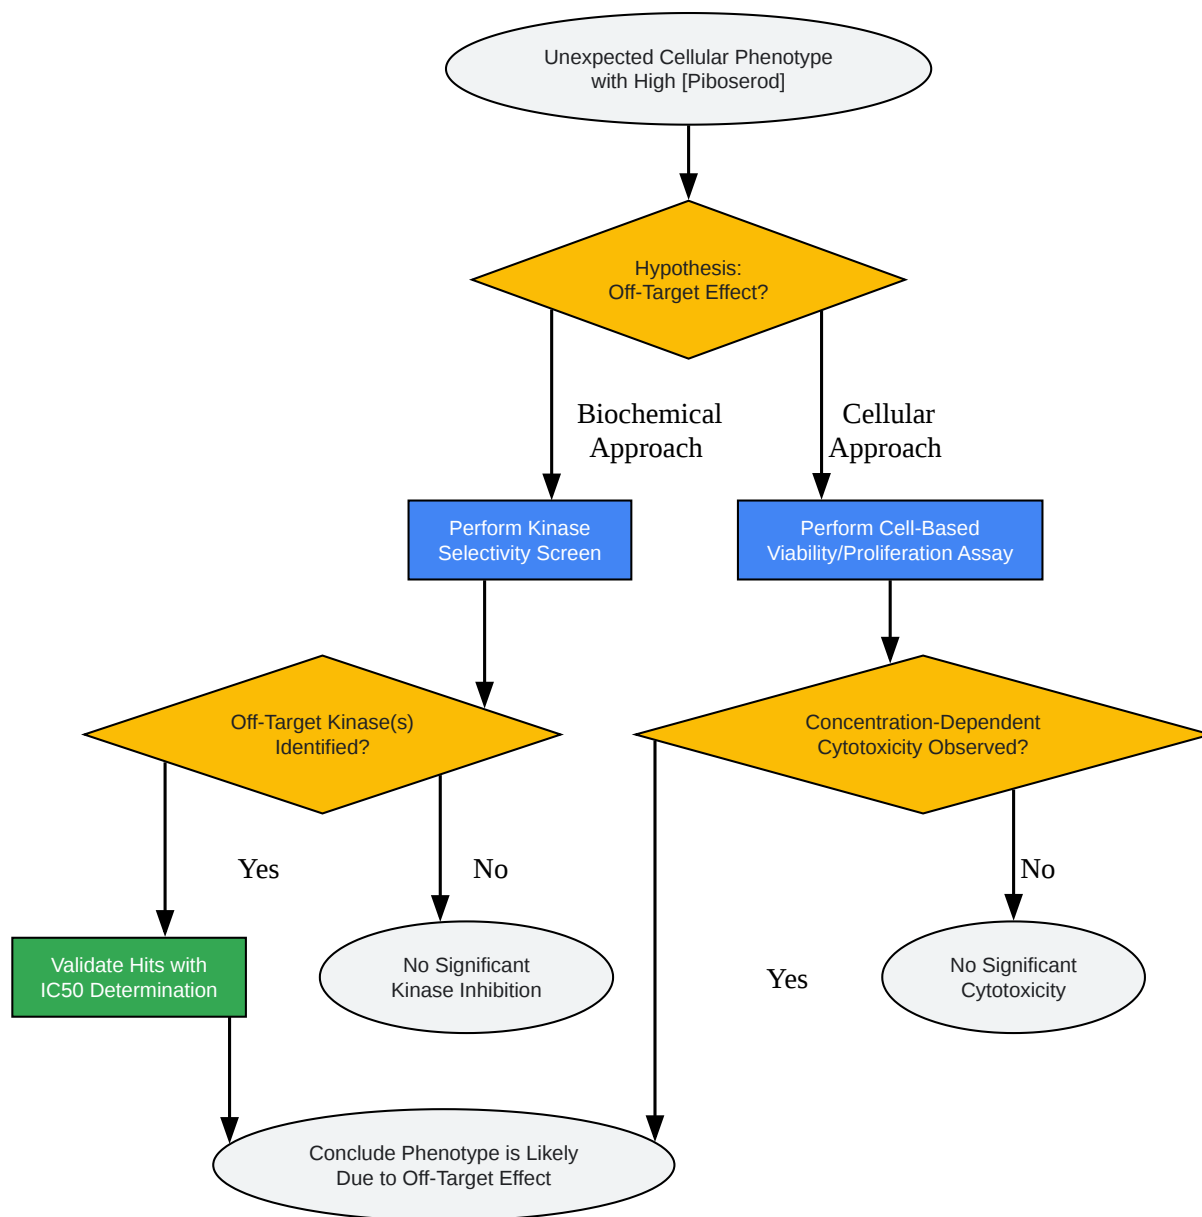 Unexpected Cellular Phenotype
with High [Piboserod]
Hypothesis:
Off-Target Effect?
Biochemical
Approach
Cellular
Approach
Perform Kinase
Selectivity Screen
Perform Cell-Based
Viability/Proliferation Assay
Off-Target Kinase(s)
Identified?
Concentration-Dependent
Cytotoxicity Observed?
Yes
No
No
Validate Hits with
IC50 Determination
No Significant
Kinase Inhibition
Yes
No Significant
Cytotoxicity
Conclude Phenotype is Likely
Due to Off-Target Effect